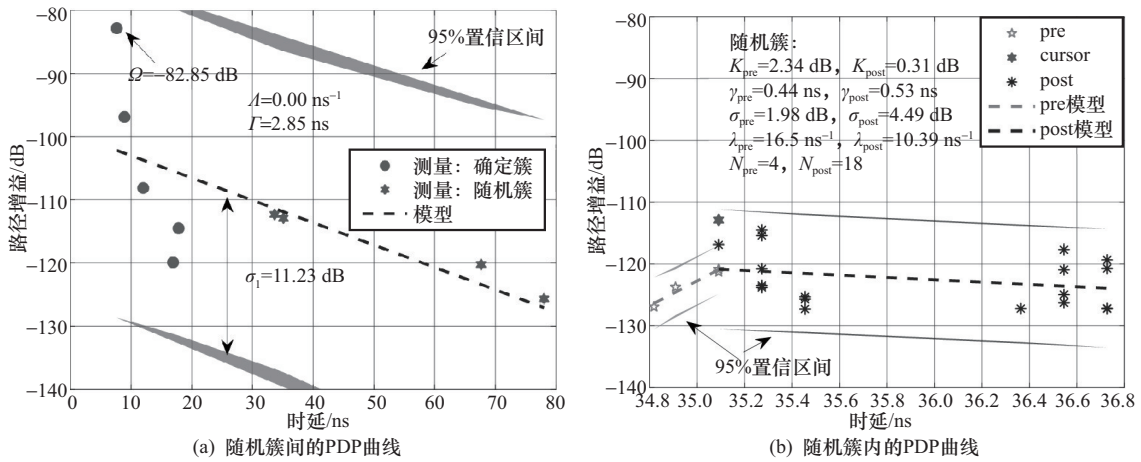 -80
-90
-100
-110
-120
-130
-140
路径增益/dB
0 10 20 30 40 50 60 70 80
时延/ns
Ω=−82.85 dB
95%置信区间
Λ=0.00 ns⁻¹
Γ=2.85 ns
测量：确定簇
测量：随机簇
模型
σ₁=11.23 dB
(a) 随机簇间的PDP曲线
-80
-90
-100
-110
-120
-130
-140
路径增益/dB
34.8 35.0 35.2 35.4 35.6 35.8 36.0 36.2 36.4 36.6 36.8
时延/ns
随机簇：
K_pre=2.34 dB，K_post=0.31 dB
γ_pre=0.44 ns，γ_post=0.53 ns
σ_pre=1.98 dB，σ_post=4.49 dB
λ_pre=16.5 ns⁻¹，λ_post=10.39 ns⁻¹
N_pre=4，N_post=18
pre
cursor
post
pre模型
post模型
95%置信区间
(b) 随机簇内的PDP曲线